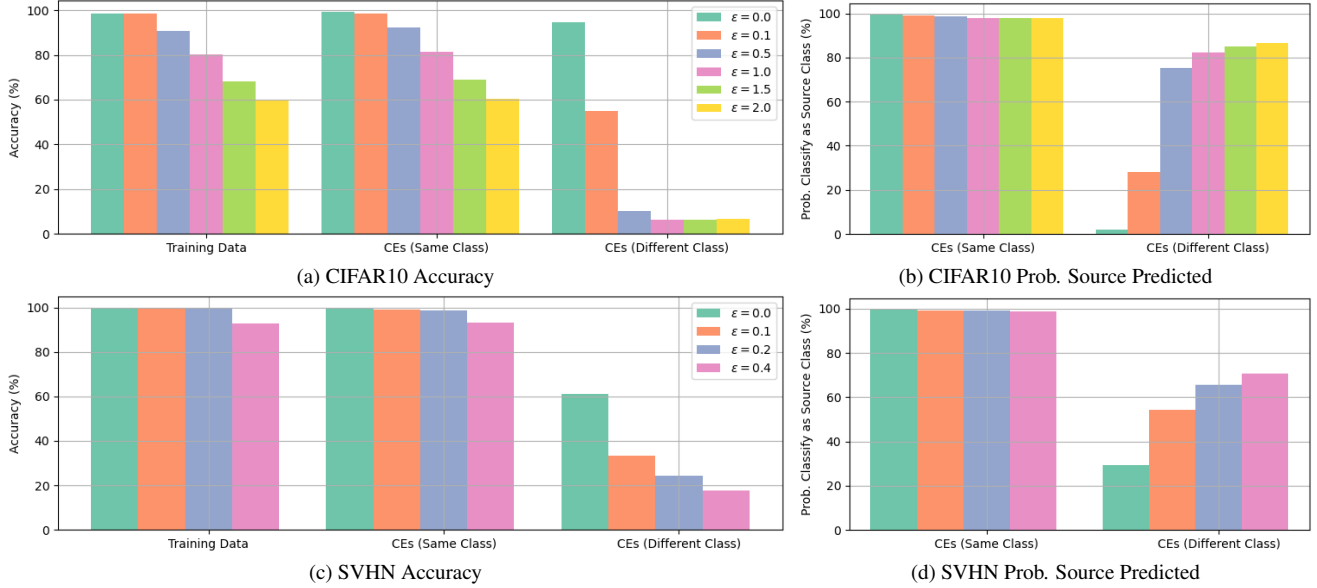 Accuracy (%)
100
80
60
40
20
0
Training Data
CEs (Same Class)
CEs (Different Class)
ε = 0.0
ε = 0.1
ε = 0.5
ε = 1.0
ε = 1.5
ε = 2.0
(a) CIFAR10 Accuracy
Prob. Classify as Source Class (%)
100
80
60
40
20
0
CEs (Same Class)
CEs (Different Class)
(b) CIFAR10 Prob. Source Predicted
Accuracy (%)
100
80
60
40
20
0
Training Data
CEs (Same Class)
CEs (Different Class)
ε = 0.0
ε = 0.1
ε = 0.2
ε = 0.4
(c) SVHN Accuracy
Prob. Classify as Source Class (%)
100
80
60
40
20
0
CEs (Same Class)
CEs (Different Class)
(d) SVHN Prob. Source Predicted